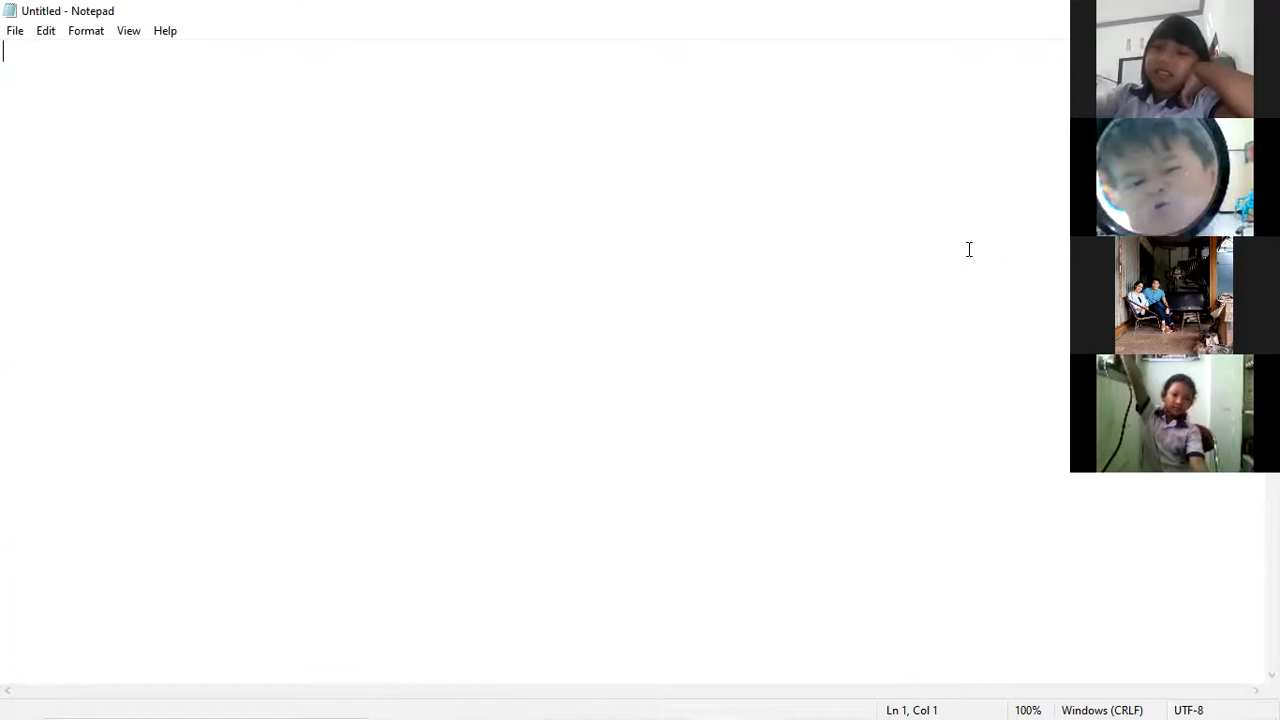 Untitled - Notepad
File Edit Format View Help
Ln 1, Col 1 100% Windows (CRLF) UTF-8